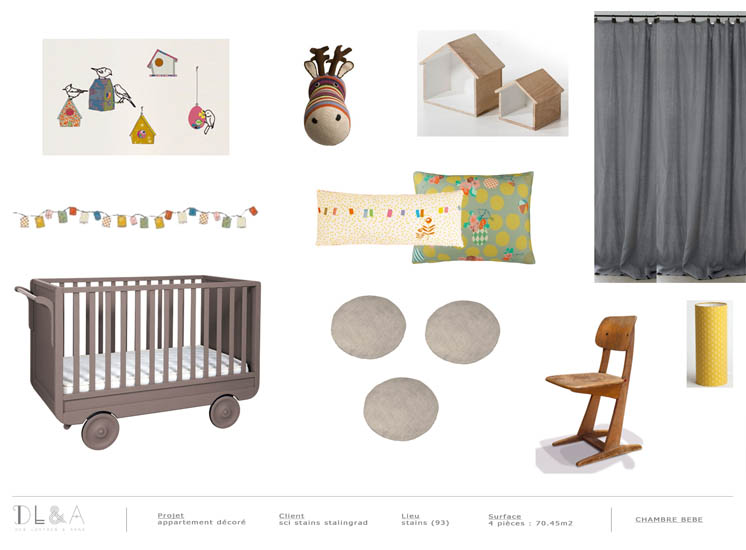 DL&A
Projet
appartement décoré
Client
sci stains stalingrad
Lieu
stains (93)
Surface
4 pièces : 70.45m2
CHAMBRE BEBE